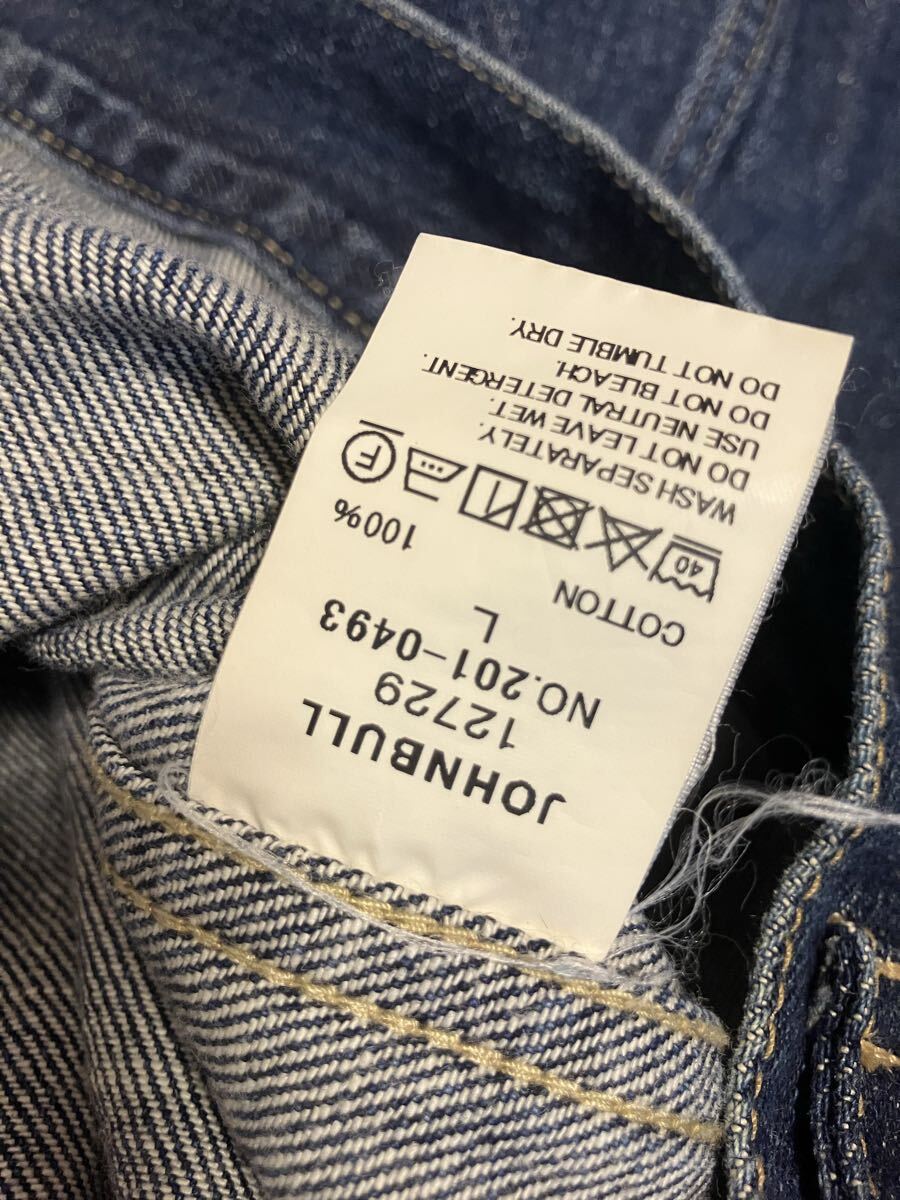 JOHNBULL
12729
NO.201-0493
L
COTTON 100%
40 F
WASH SEPARATELY
DO NOT LEAVE WET.
USE NEUTRAL DETERGENT.
DO NOT BLEACH.
DO NOT TUMBLE DRY.